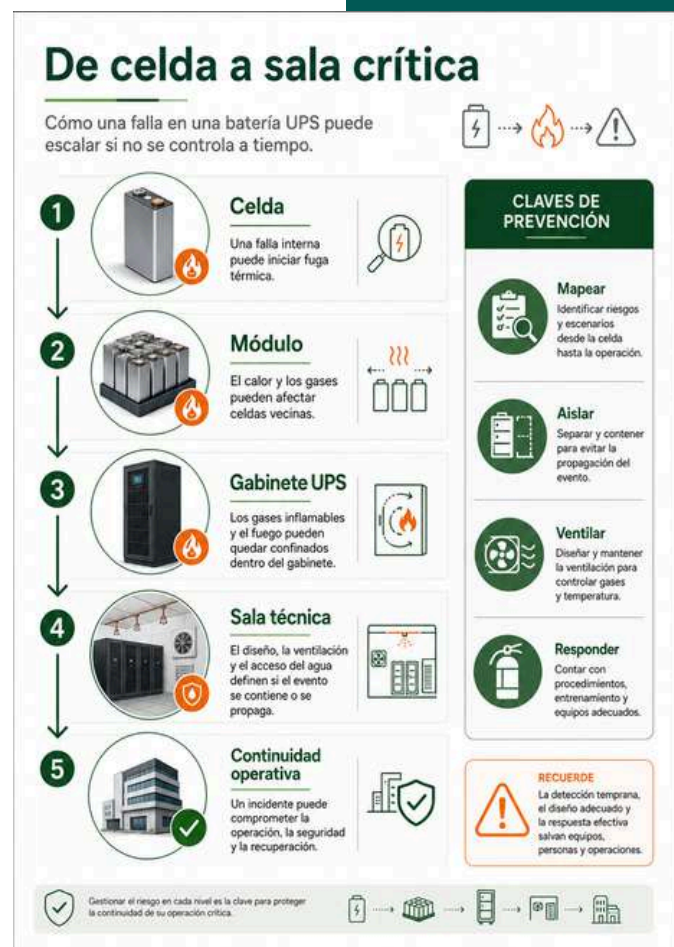 De celda a sala crítica
Cómo una falla en una batería UPS puede
escalar si no se controla a tiempo.
1
Celda
Una falla interna
puede iniciar fuga
térmica.
2
Módulo
El calor y los gases
pueden afectar
celdas vecinas.
3
Gabinete UPS
Los gases inflamables
y el fuego pueden
quedar confinados
dentro del gabinete.
4
Sala técnica
El diseño, la ventilación
y el acceso del agua
definen si el evento
se contiene o se
propaga.
5
Continuidad
operativa
Un incidente puede
comprometer la
operación, la seguridad
y la recuperación.
CLAVES DE
PREVENCIÓN
Mapear
Identificar riesgos
y escenarios
desde la celda
hasta la operación.
Aislar
Separar y contener
para evitar la
propagación del
evento.
Ventilar
Diseñar y mantener
la ventilación para
controlar gases
y temperatura.
Responder
Contar con
procedimientos,
entrenamiento y
equipos adecuados.
RECUERDE
La detección temprana,
el diseño adecuado y
la respuesta efectiva
salvan equipos,
personas y operaciones.
Gestionar el riesgo en cada nivel es la clave para proteger
la continuidad de su operación crítica.